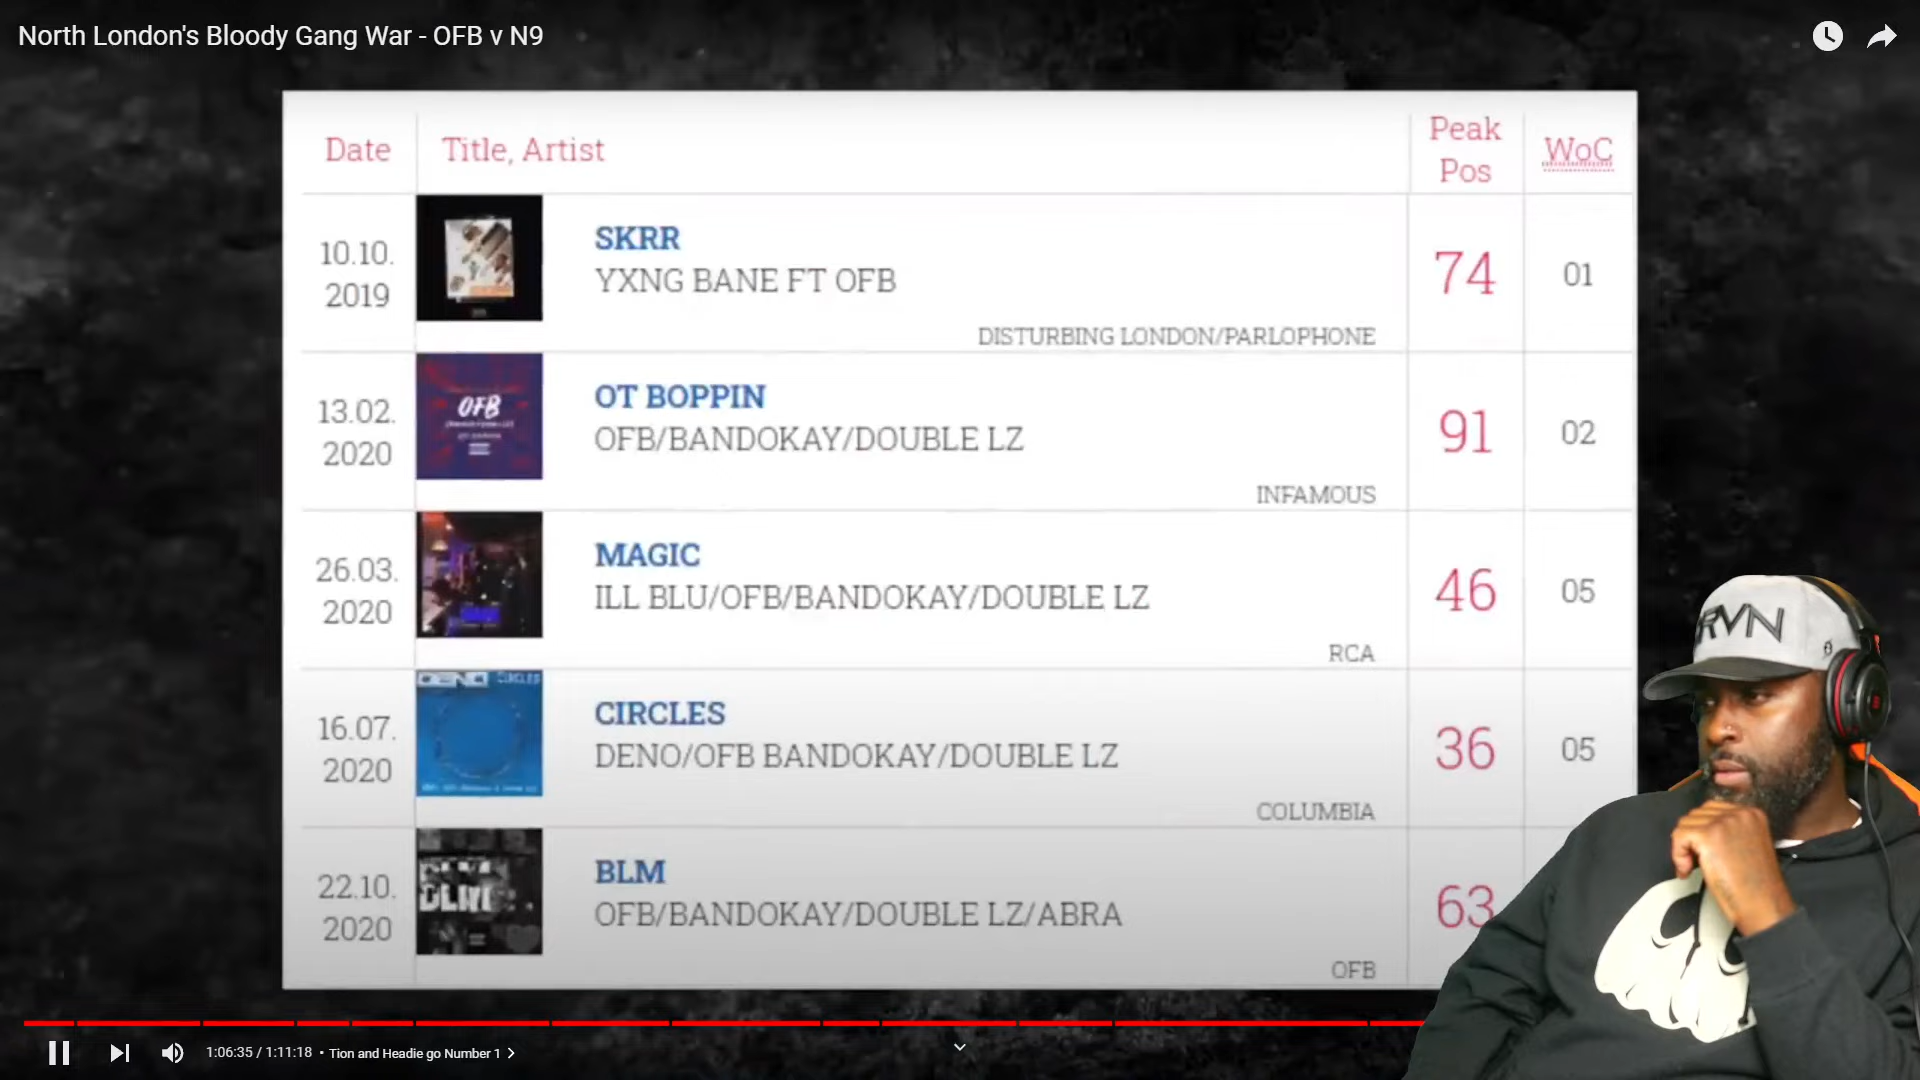 North London's Bloody Gang War - OFB v N9
Date
Title, Artist
Peak
Pos
WoC
10.10.
2019
SKRR
YXNG BANE FT OFB
DISTURBING LONDON/PARLOPHONE
74
01
13.02.
2020
OFB
OT BOPPIN
OFB/BANDOKAY/DOUBLE LZ
INFAMOUS
91
02
26.03.
2020
MAGIC
ILL BLU/OFB/BANDOKAY/DOUBLE LZ
RCA
46
05
16.07.
2020
CIRCLES
CIRCLES
DENO/OFB BANDOKAY/DOUBLE LZ
COLUMBIA
36
05
22.10.
2020
BLM
OFB/BANDOKAY/DOUBLE LZ/ABRA
OFB
63
RVN
1:06:35 / 1:11:18 • Tion and Headie go Number 1